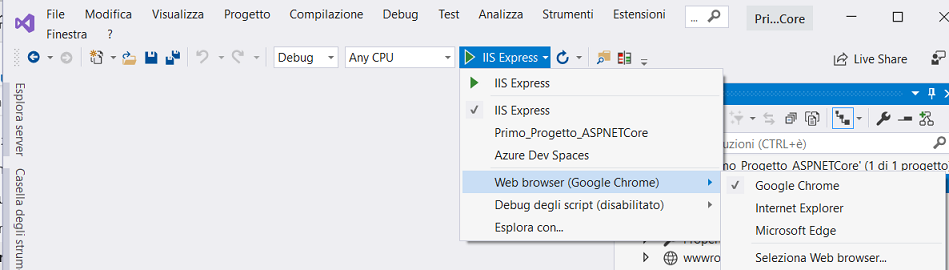 File Modifica Visualizza Progetto Compilazione Debug Test Analizza Strumenti Estensioni ... Pri...Core
Finestra ?
Debug Any CPU IIS Express Live Share
Esplora server
Casella degli strum
IIS Express
IIS Express
Primo_Progetto_ASPNETCore
Azure Dev Spaces
Web browser (Google Chrome)
Debug degli script (disabilitato)
Esplora con...
uzioni (CTRL+è)
mo_Progetto_ASPNETCore' (1 di 1 progetto)
Google Chrome
Internet Explorer
Microsoft Edge
Seleziona Web browser...
Proper
wwwro